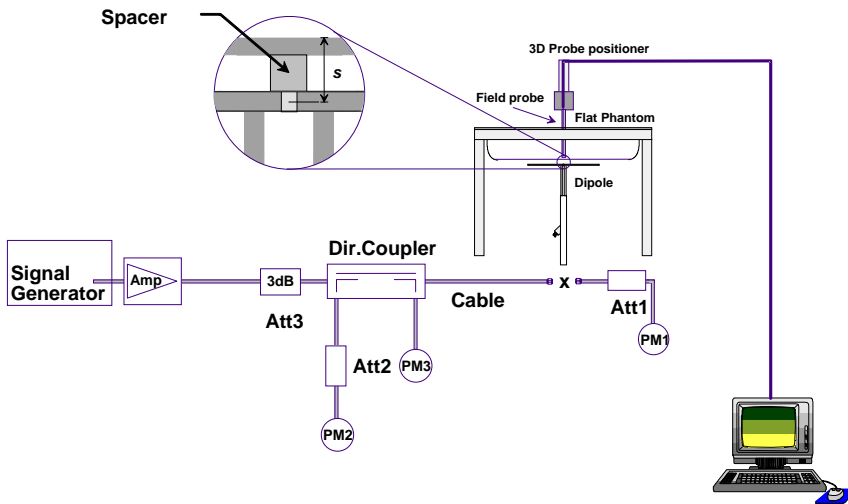 Spacer
s
3D Probe positioner
Field probe
Flat Phantom
Dipole
Dir.Coupler
Signal
Generator
Amp
3dB
Att3
Cable
x
Att1
PM1
Att2
PM3
PM2